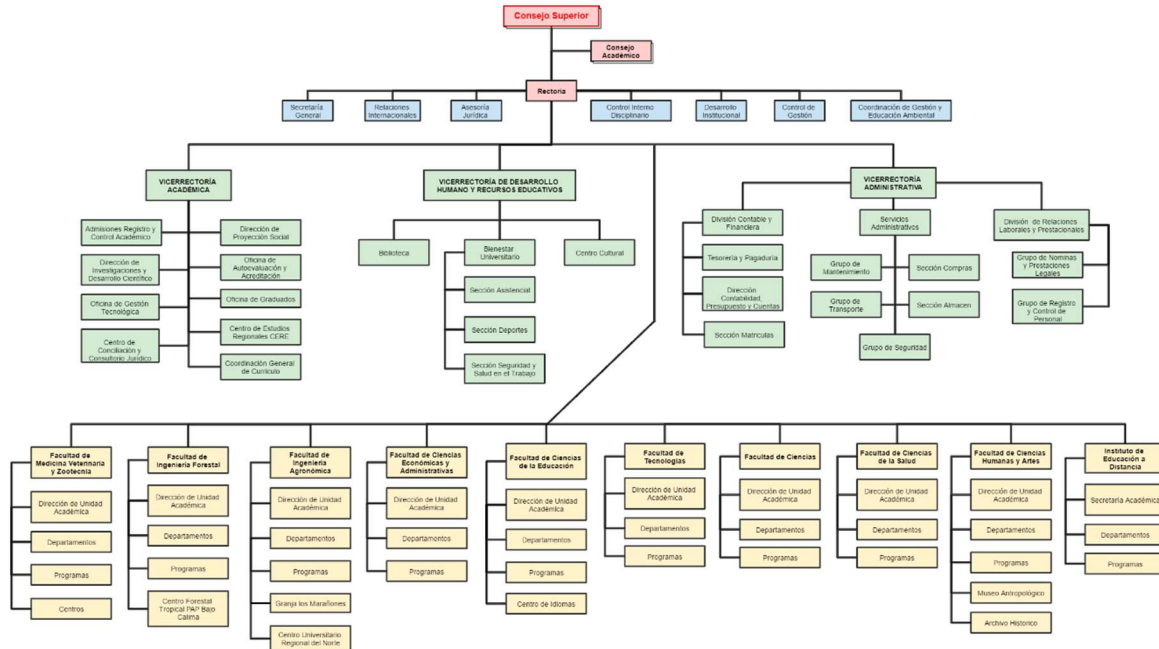 Consejo Superior
Consejo
Académico
Rectoria
Secretaría
General
Relaciones
Internacionales
Asesoría
Jurídica
Control Interno
Disciplinario
Desarrollo
Institucional
Control de
Gestión
Coordinación de Gestión y
Educación Ambiental
VICERRECTORÍA
ACADÉMICA
Admisiones Registro y
Control Académico
Dirección de
Proyección Social
Dirección de
Investigaciones y
Desarrollo Científico
Oficina de
Autoevaluación y
Acreditación
Oficina de Gestión
Tecnológica
Oficina de Graduados
Centro de
Conciliación y
Consultorio Jurídico
Centro de Estudios
Regionales CERE
Coordinación General
de Currículo
VICERRECTORÍA DE DESARROLLO
HUMANO Y RECURSOS EDUCATIVOS
Biblioteca
Bienestar
Universitario
Centro Cultural
Sección Asistencial
Sección Deportes
Sección Seguridad y
Salud en el Trabajo
VICERRECTORÍA
ADMINISTRATIVA
División Contable y
Financiera
Tesorería y Pagaduría
Dirección
Contabilidad,
Presupuesto y Cuentas
Sección Matriculas
Servicios
Administrativos
Grupo de
Mantenimiento
Sección Compras
Grupo de
Transporte
Sección Almacen
Grupo de Seguridad
División de Relaciones
Laborales y Prestacionales
Grupo de Nominas y
Prestaciones
Legales
Grupo de Registro
y Control de
Personal
Facultad de
Medicina Veterinaria
y Zootecnia
Dirección de Unidad
Académica
Departamentos
Programas
Centros
Facultad de
Ingeniería Forestal
Dirección de Unidad
Académica
Departamentos
Programas
Centro Forestal
Tropical PAP Bajo
Calima
Facultad de
Ingeniería
Agronómica
Dirección de Unidad
Académica
Departamentos
Programas
Granja los Marañones
Centro Universitario
Regional del Norte
Facultad de Ciencias
Económicas y
Administrativas
Dirección de Unidad
Académica
Departamentos
Programas
Facultad de Ciencias
de la Educación
Dirección de Unidad
Académica
Departamentos
Programas
Centro de Idiomas
Facultad de
Tecnologías
Dirección de Unidad
Académica
Departamentos
Programas
Facultad de Ciencias
Dirección de Unidad
Académica
Departamentos
Programas
Facultad de Ciencias
de la Salud
Dirección de Unidad
Académica
Departamentos
Programas
Facultad de Ciencias
Humanas y Artes
Dirección de Unidad
Académica
Departamentos
Programas
Museo Antropológico
Archivo Historico
Instituto de
Educación a
Distancia
Secretaría Académica
Departamentos
Programas